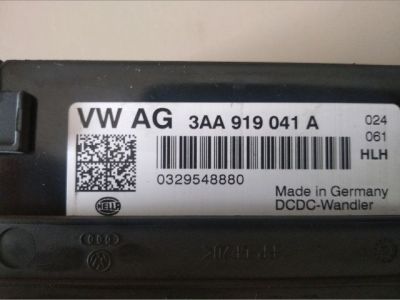 VW AG 3AA 919 041 A
024
061
HLH
0329548880
HELLA
Made in Germany
DCDC-Wandler